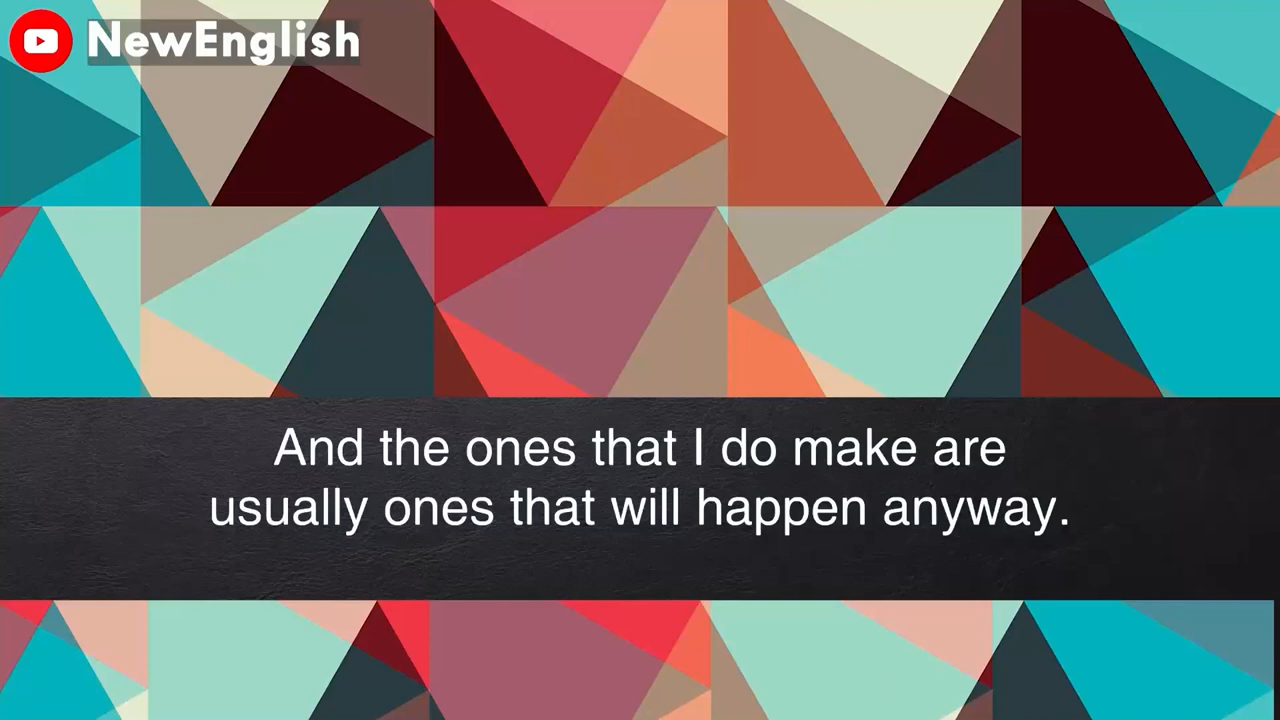 NewEnglish
And the ones that I do make are
usually ones that will happen anyway.